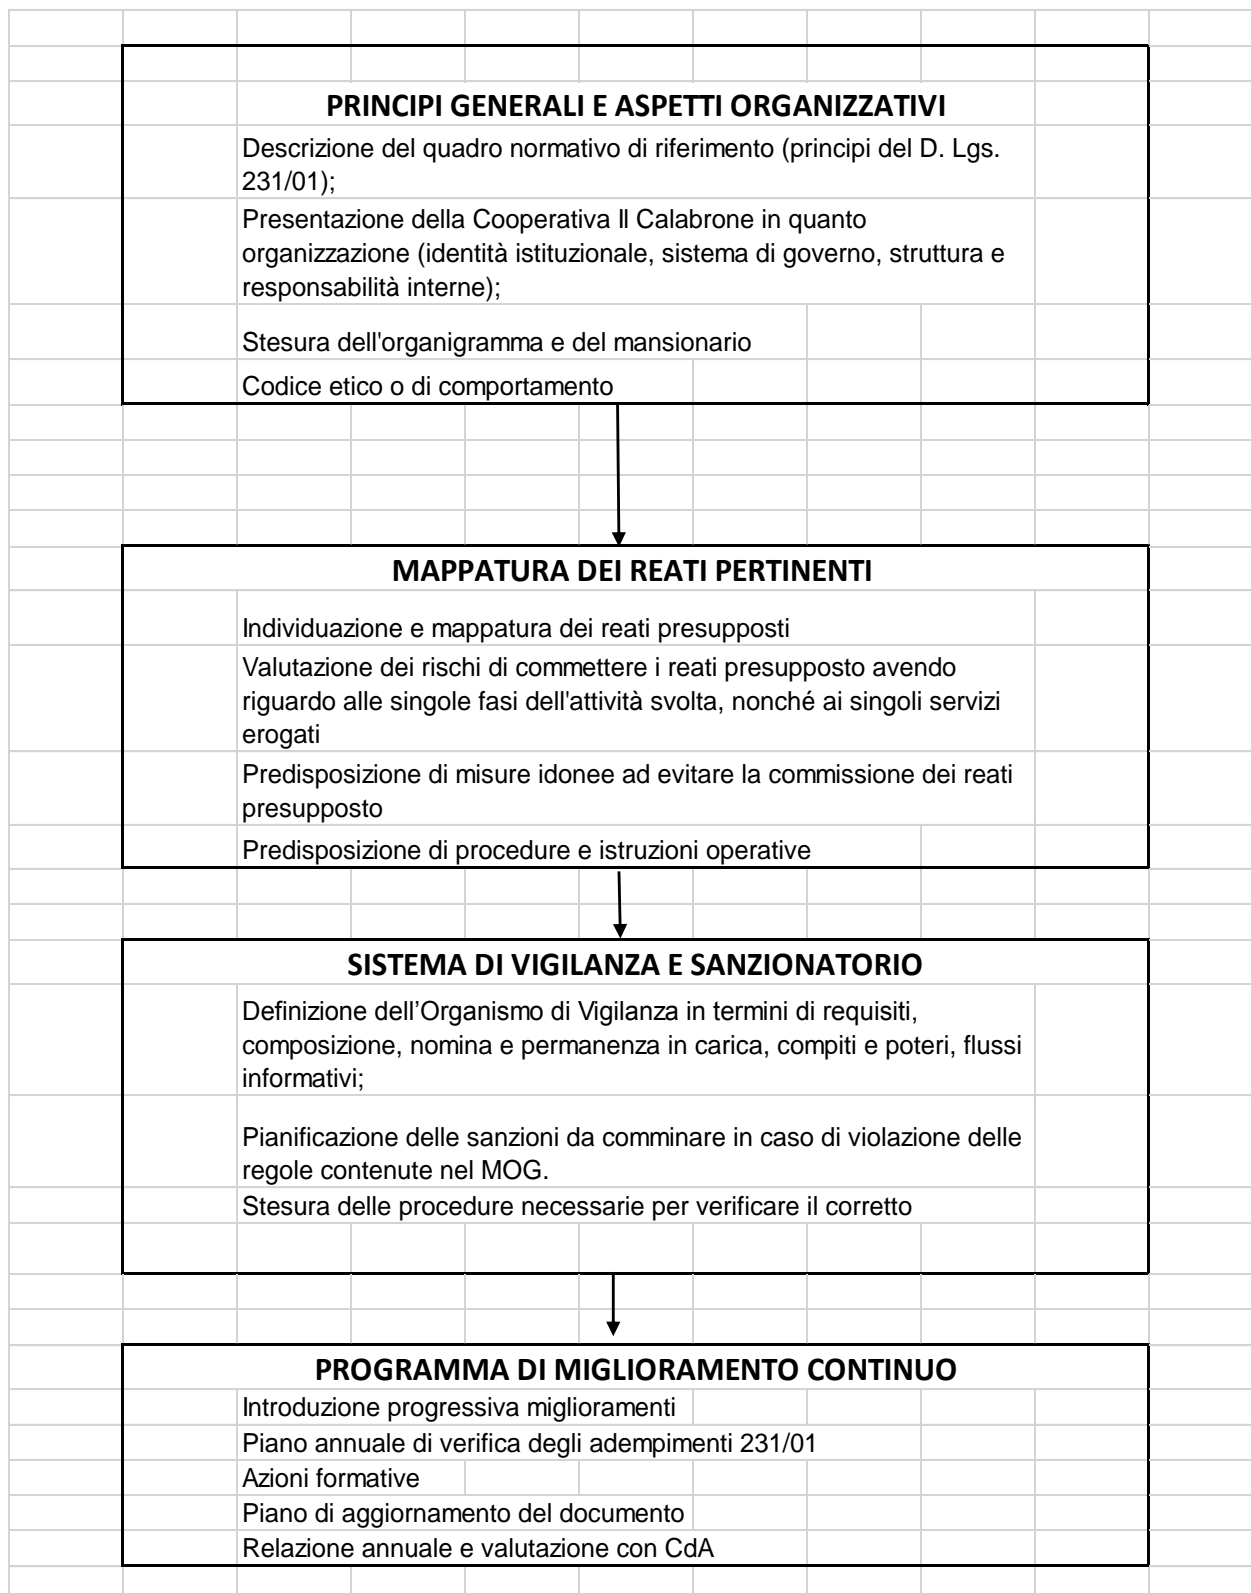 PRINCIPI GENERALI E ASPETTI ORGANIZZATIVI
Descrizione del quadro normativo di riferimento (principi del D. Lgs.
231/01);
Presentazione della Cooperativa Il Calabrone in quanto
organizzazione (identità istituzionale, sistema di governo, struttura e
responsabilità interne);
Stesura dell'organigramma e del mansionario
Codice etico o di comportamento
MAPPATURA DEI REATI PERTINENTI
Individuazione e mappatura dei reati presupposti
Valutazione dei rischi di commettere i reati presupposto avendo
riguardo alle singole fasi dell'attività svolta, nonché ai singoli servizi
erogati
Predisposizione di misure idonee ad evitare la commissione dei reati
presupposto
Predisposizione di procedure e istruzioni operative
SISTEMA DI VIGILANZA E SANZIONATORIO
Definizione dell’Organismo di Vigilanza in termini di requisiti,
composizione, nomina e permanenza in carica, compiti e poteri, flussi
informativi;
Pianificazione delle sanzioni da comminare in caso di violazione delle
regole contenute nel MOG.
Stesura delle procedure necessarie per verificare il corretto
PROGRAMMA DI MIGLIORAMENTO CONTINUO
Introduzione progressiva miglioramenti
Piano annuale di verifica degli adempimenti 231/01
Azioni formative
Piano di aggiornamento del documento
Relazione annuale e valutazione con CdA